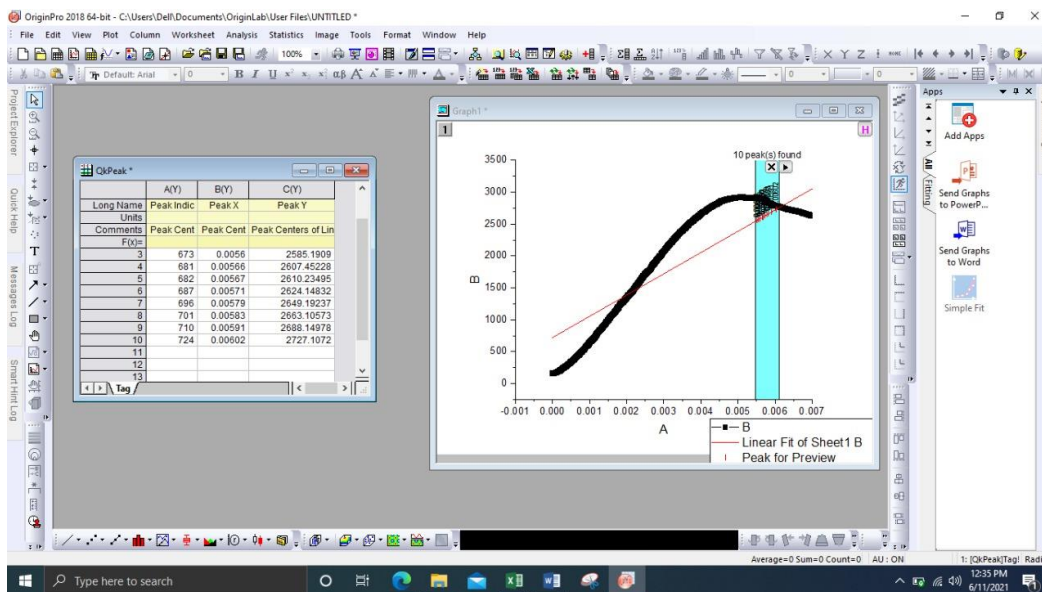 OriginPro 2018 64-bit - C:\Users\Dell\Documents\OriginLab\User Files\UNTITLED *
File Edit View Plot Column Worksheet Analysis Statistics Image Tools Format Window Help
100%
X Y Z
Default: Arial 0 B I U αβ A A
0 0
Project Explorer
Quick Help
Messages Log
Smart Hint Log
QkPeak *
A(Y) B(Y) C(Y)
Long Name Peak Indic Peak X Peak Y
Units
Comments Peak Cent Peak Cent Peak Centers of Lin
F(x)=
3 673 0.0056 2585.1909
4 681 0.00566 2607.45228
5 682 0.00567 2610.23495
6 687 0.00571 2624.14832
7 696 0.00579 2649.19237
8 701 0.00583 2663.10573
9 710 0.00591 2688.14978
10 724 0.00602 2727.1072
11
12
13
Tag
Graph1 *
1
H
10 peak(s) found
3500
3000
2500
2000
1500
1000
500
0
B
-0.001 0.000 0.001 0.002 0.003 0.004 0.005 0.006 0.007
A
B
Linear Fit of Sheet1 B
Peak for Preview
Apps
Add Apps
All
Fitting
Send Graphs
to PowerP...
Send Graphs
to Word
Simple Fit
Average=0 Sum=0 Count=0 AU : ON 1: [QkPeak]Tag! Radi
Type here to search
12:35 PM
6/11/2021